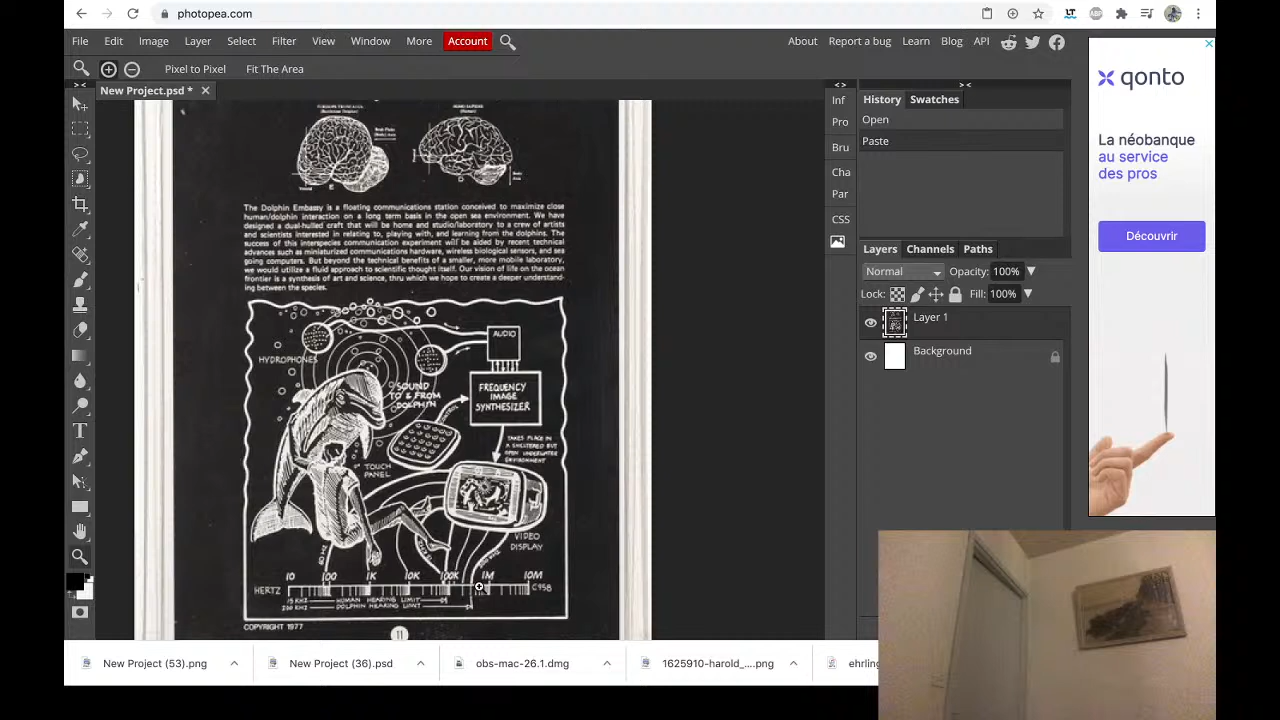 photopea.com
File Edit Image Layer Select Filter View Window More Account
About Report a bug Learn Blog API
Pixel to Pixel Fit The Area
New Project.psd *
Inf
Pro
Bru
Cha
Par
CSS
History Swatches
Open
Paste
Layers Channels Paths
Normal Opacity: 100%
Lock: Fill: 100%
Layer 1
Background
qonto
La néobanque
au service
des pros
Découvrir
The Dolphin Embassy is a floating communications station conceived to maximize close
human/dolphin interaction on a long term basis in the open sea environment. We have
designed a dual-hulled craft that will be home and studio/laboratory to a crew of artists
and scientists interested in relating to, playing with, and learning from the dolphins. The
success of this interspecies communication experiment will be aided by recent technical
advances such as miniaturized communications hardware, wireless biological sensors, and sea
going computers. But beyond the technical benefits of a smaller, more mobile laboratory,
we would utilize a fluid approach to scientific thought itself. Our vision of life on the ocean
frontier is a synthesis of art and science, thru which we hope to create a deeper understand-
ing between the species.
AUDIO
HYDROPHONES
SOUND
TO & FROM
DOLPHIN
FREQUENCY
IMAGE
SYNTHESIZER
CONTROL
TAKES PLACE IN
A SHELTERED BUT
OPEN UNDERWATER
ENVIRONMENT
TOUCH
PANEL
VIDEO
DISPLAY
HERTZ 10 100 1K 10K 100K 1M 10M
HUMAN HEARING LIMIT
DOLPHIN HEARING LIMIT
COPYRIGHT 1977
11
New Project (53).png
New Project (36).psd
obs-mac-26.1.dmg
1625910-harold_....png